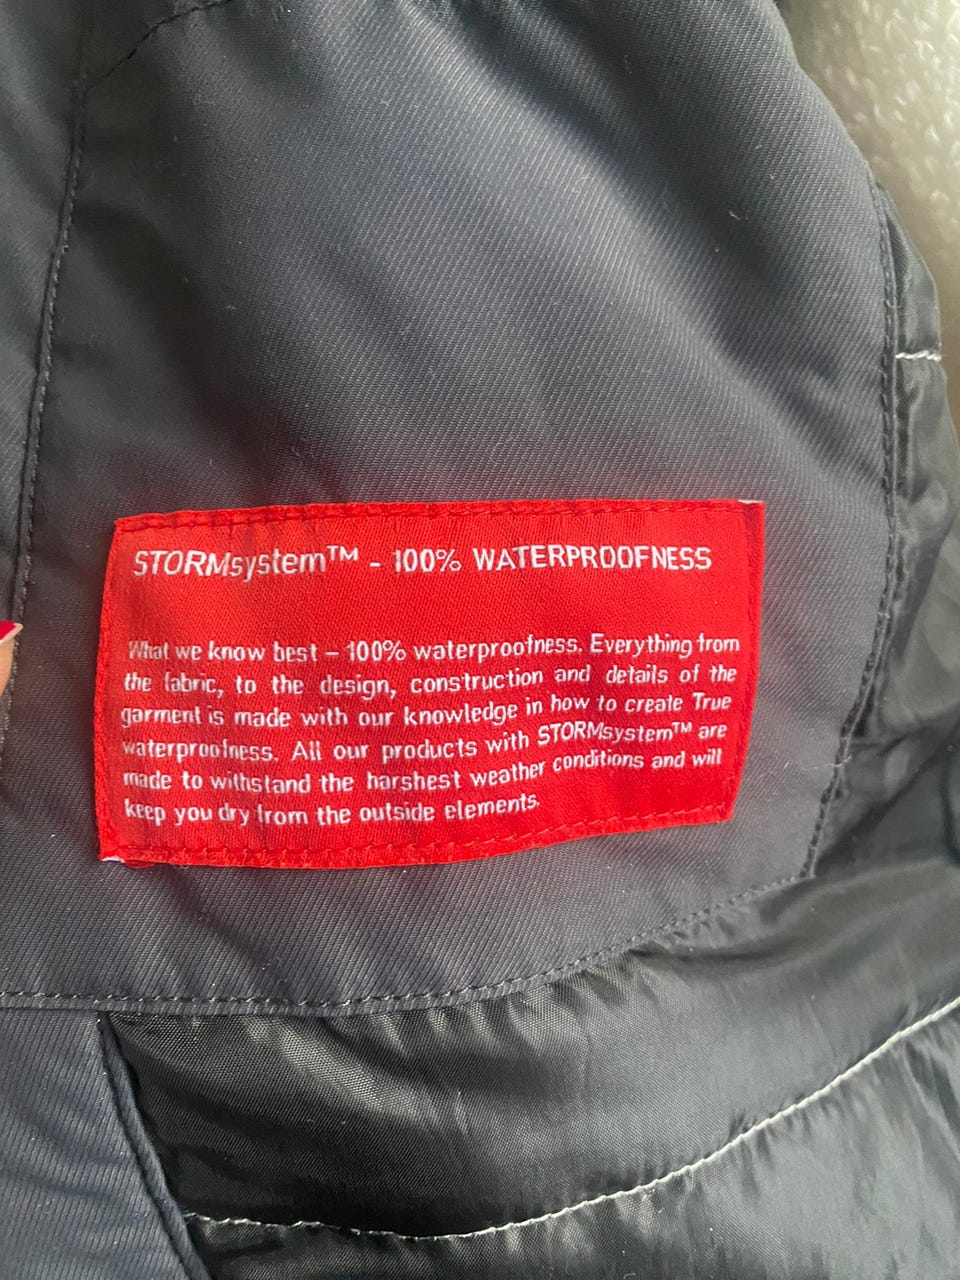 STORMsystem™ - 100% WATERPROOFNESS
What we know best – 100% waterproofness. Everything from
the fabric, to the design, construction and details of the
garment is made with our knowledge in how to create True
waterproofness. All our products with STORMsystem™ are
made to withstand the harshest weather conditions and will
keep you dry from the outside elements.